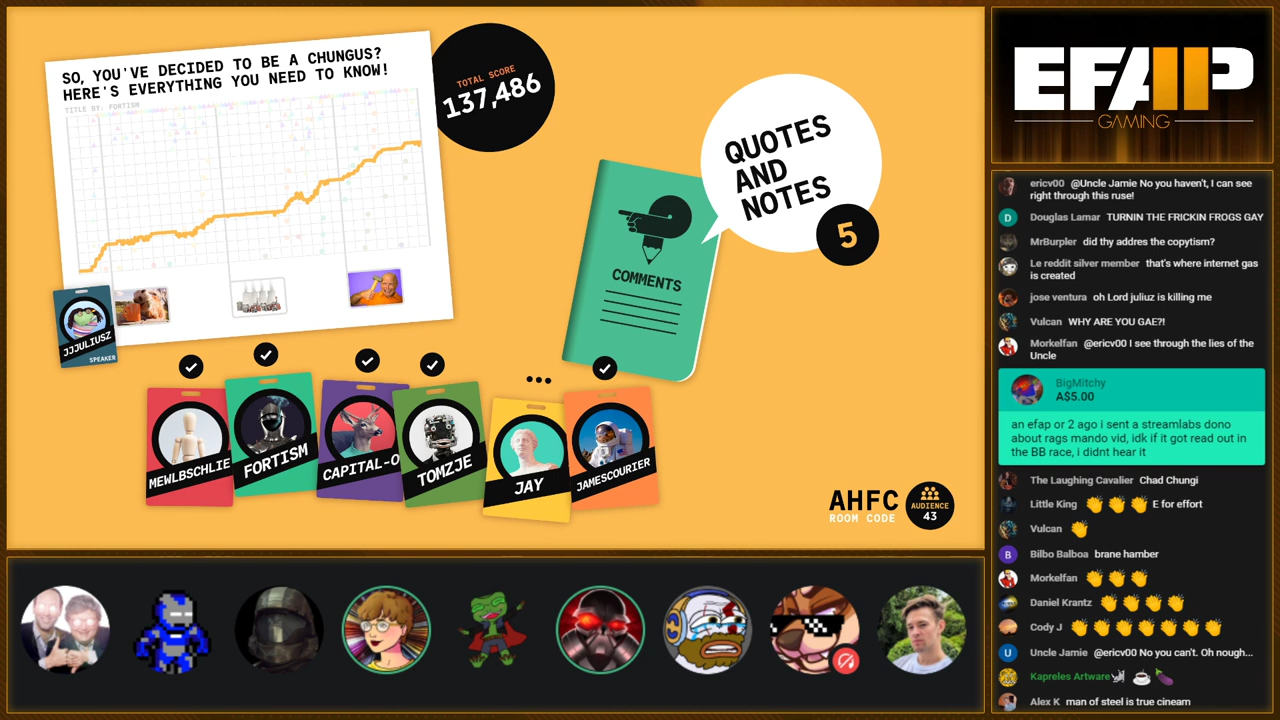 SO, YOU'VE DECIDED TO BE A CHUNGUS?
HERE'S EVERYTHING YOU NEED TO KNOW!
TITLE BY: FORTISM
TOTAL SCORE
137,486
JJJULIUSZ
SPEAKER
QUOTES
AND
NOTES
5
COMMENTS
MEWLBSCHLIE
FORTISM
CAPITAL-O
TOMZJE
JAY
JAMESCOURIER
AHFC
ROOM CODE
AUDIENCE
43
EFAP
GAMING
ericv00 @Uncle Jamie No you haven't, I can see
right through this ruse!
D Douglas Lamar TURNIN THE FRICKIN FROGS GAY
MrBurpler did thy addres the copytism?
Le reddit silver member that's where internet gas
is created
jose ventura oh Lord juliuz is killing me
Vulcan WHY ARE YOU GAE?!
Morkelfan @ericv00 I see through the lies of the
Uncle
BigMitchy
A$5.00
an efap or 2 ago i sent a streamlabs dono
about rags mando vid, idk if it got read out in
the BB race, i didnt hear it
The Laughing Cavalier Chad Chungi
Little King 👏 👏 👏 E for effort
Vulcan 👏
B Bilbo Balboa brane hamber
Morkelfan 👏 👏 👏
Daniel Krantz 👏 👏 👏 👏
Cody J 👏 👏 👏 👏 👏 👏 👏
U Uncle Jamie @ericv00 No you can't. Oh nough...
Kapreles Artware ☕ 🍆
Alex K man of steel is true cineam